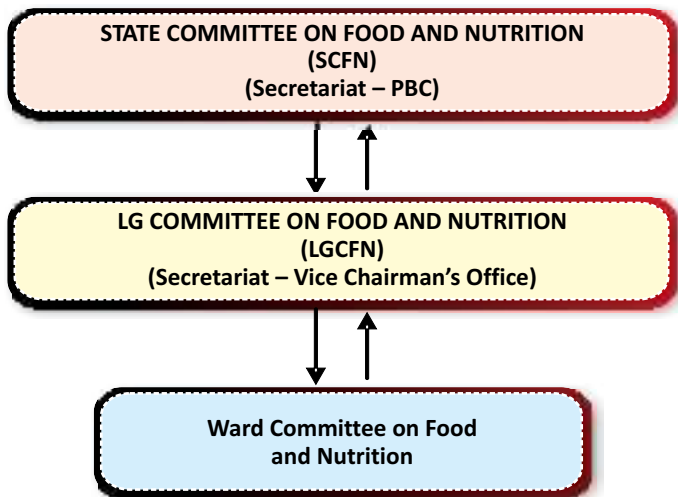 STATE COMMITTEE ON FOOD AND NUTRITION
(SCFN)
(Secretariat – PBC)
LG COMMITTEE ON FOOD AND NUTRITION
(LGCFN)
(Secretariat – Vice Chairman's Office)
Ward Committee on Food
and Nutrition